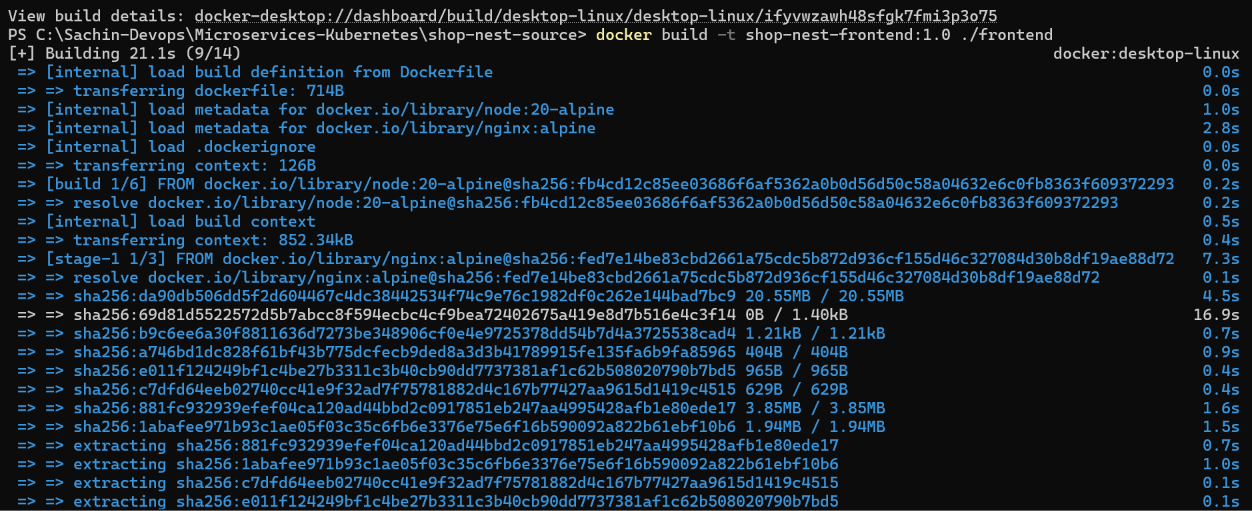 View build details: docker-desktop://dashboard/build/desktop-linux/desktop-linux/ifyvwzawh48sfgk7fmi3p3o75
PS C:\Sachin-Devops\Microservices-Kubernetes\shop-nest-source> docker build -t shop-nest-frontend:1.0 ./frontend
[+] Building 21.1s (9/14) docker:desktop-linux
=> [internal] load build definition from Dockerfile 0.0s
=> => transferring dockerfile: 714B 0.0s
=> [internal] load metadata for docker.io/library/node:20-alpine 1.0s
=> [internal] load metadata for docker.io/library/nginx:alpine 2.8s
=> [internal] load .dockerignore 0.0s
=> => transferring context: 126B 0.0s
=> [build 1/6] FROM docker.io/library/node:20-alpine@sha256:fb4cd12c85ee03686f6af5362a0b0d56d50c58a04632e6c0fb8363f609372293 0.2s
=> => resolve docker.io/library/node:20-alpine@sha256:fb4cd12c85ee03686f6af5362a0b0d56d50c58a04632e6c0fb8363f609372293 0.2s
=> [internal] load build context 0.5s
=> => transferring context: 852.34kB 0.4s
=> [stage-1 1/3] FROM docker.io/library/nginx:alpine@sha256:fed7e14be83cbd2661a75cdc5b872d936cf155d46c327084d30b8df19ae88d72 7.3s
=> => resolve docker.io/library/nginx:alpine@sha256:fed7e14be83cbd2661a75cdc5b872d936cf155d46c327084d30b8df19ae88d72 0.1s
=> => sha256:da90db506dd5f2d604467c4dc38442534f74c9e76c1982df0c262e144bad7bc9 20.55MB / 20.55MB 4.5s
=> => sha256:69d81d5522572d5b7abcc8f594ecbc4cf9bea72402675a419e8d7b516e4c3f14 0B / 1.40kB 16.9s
=> => sha256:b9c6ee6a30f8811636d7273be348906cf0e4e9725378dd54b7d4a3725538cad4 1.21kB / 1.21kB 0.7s
=> => sha256:a746bd1dc828f61bf43b775dcfecb9ded8a3d3b41789915fe135fa6b9fa85965 404B / 404B 0.9s
=> => sha256:e011f124249bf1c4be27b3311c3b40cb90dd7737381af1c62b508020790b7bd5 965B / 965B 0.4s
=> => sha256:c7dfd64eeb02740cc41e9f32ad7f75781882d4c167b77427aa9615d1419c4515 629B / 629B 0.4s
=> => sha256:881fc932939efef04ca120ad44bbd2c0917851eb247aa4995428afb1e80ede17 3.85MB / 3.85MB 1.6s
=> => sha256:1abafee971b93c1ae05f03c35c6fb6e3376e75e6f16b590092a822b61ebf10b6 1.94MB / 1.94MB 1.5s
=> => extracting sha256:881fc932939efef04ca120ad44bbd2c0917851eb247aa4995428afb1e80ede17 0.7s
=> => extracting sha256:1abafee971b93c1ae05f03c35c6fb6e3376e75e6f16b590092a822b61ebf10b6 1.0s
=> => extracting sha256:c7dfd64eeb02740cc41e9f32ad7f75781882d4c167b77427aa9615d1419c4515 0.1s
=> => extracting sha256:e011f124249bf1c4be27b3311c3b40cb90dd7737381af1c62b508020790b7bd5 0.1s